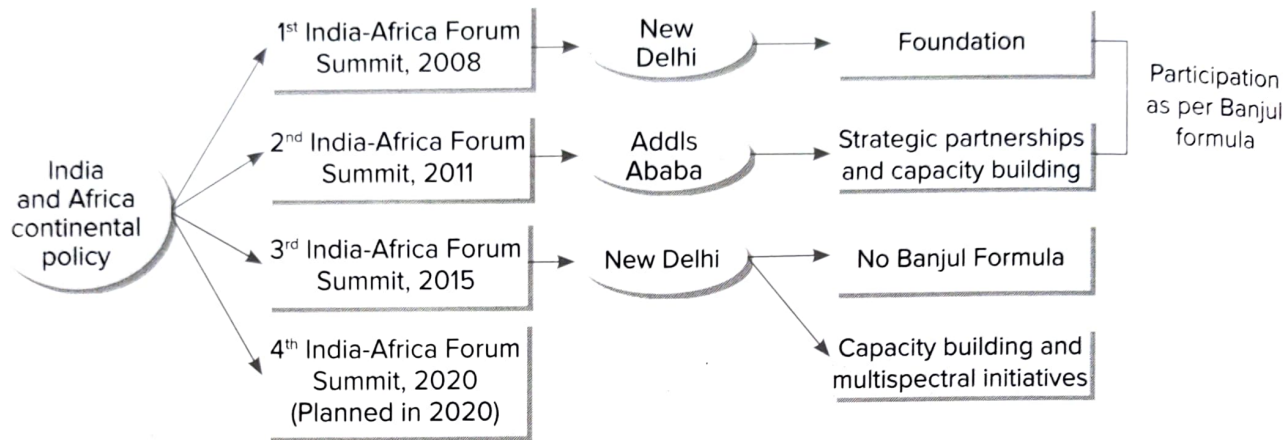 India
and Africa
continental
policy
1st India-Africa Forum
Summit, 2008
New
Delhi
Foundation
2nd India-Africa Forum
Summit, 2011
AddIs
Ababa
Strategic partnerships
and capacity building
Participation
as per Banjul
formula
3rd India-Africa Forum
Summit, 2015
New Delhi
No Banjul Formula
Capacity building and
multispectral initiatives
4th India-Africa Forum
Summit, 2020
(Planned in 2020)